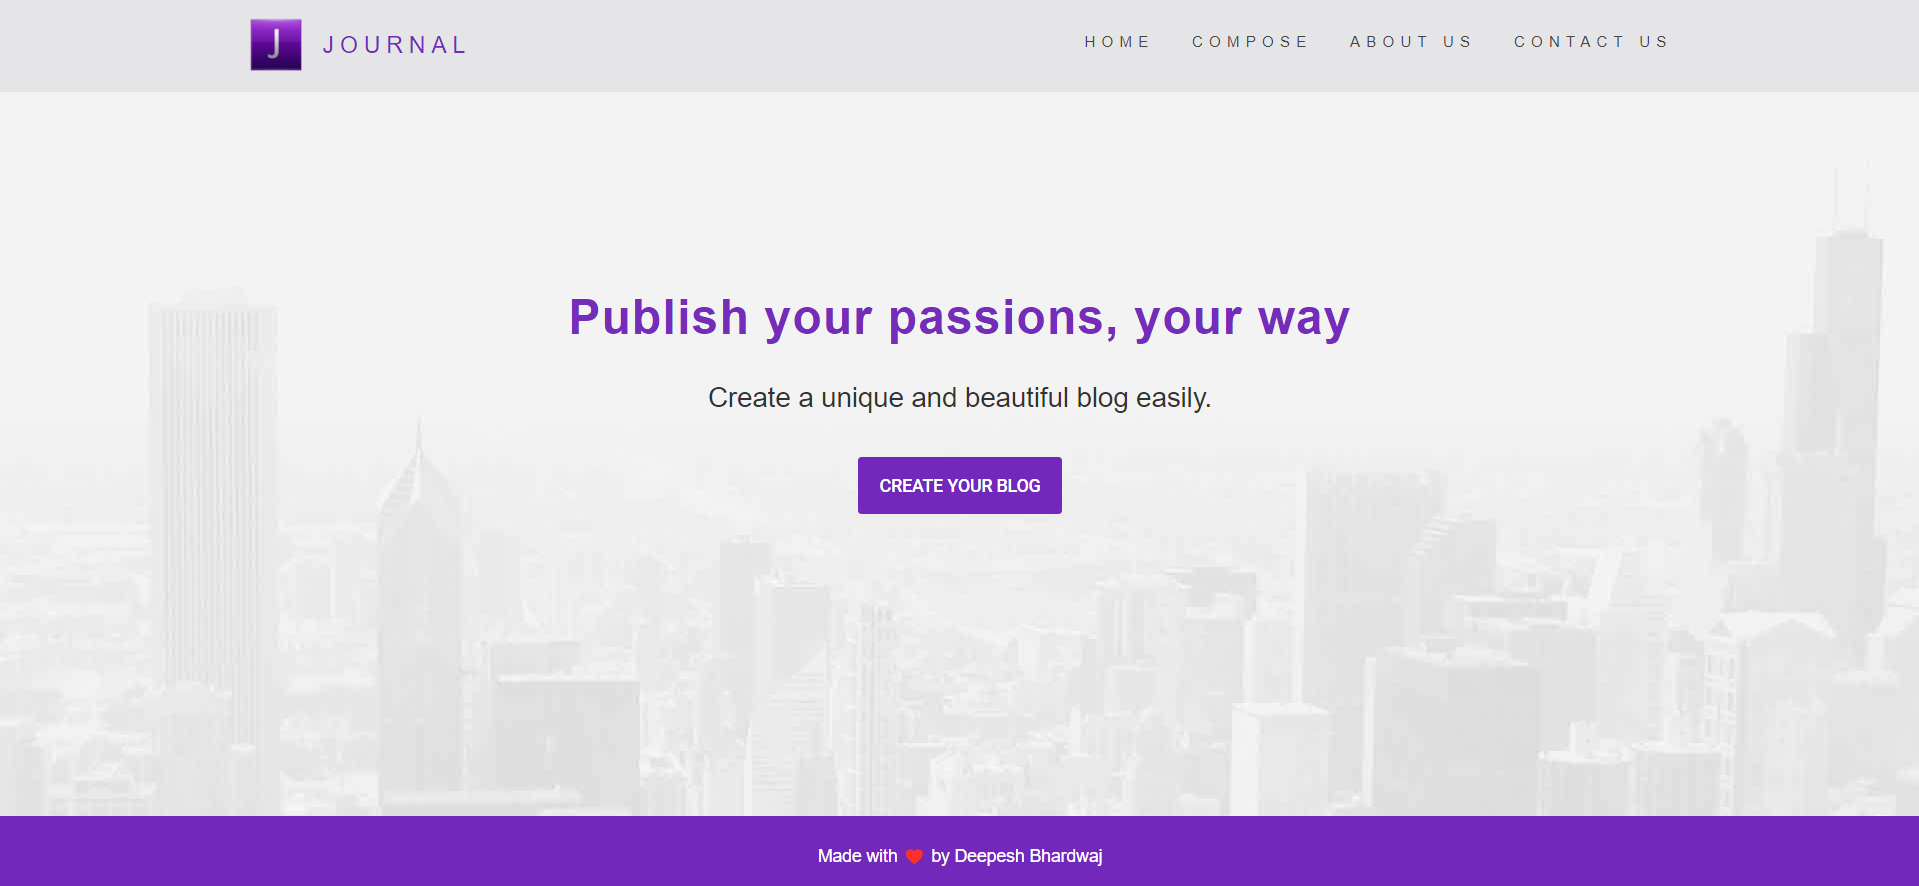 J JOURNAL
HOME COMPOSE ABOUT US CONTACT US
Publish your passions, your way
Create a unique and beautiful blog easily.
CREATE YOUR BLOG
Made with ❤ by Deepesh Bhardwaj